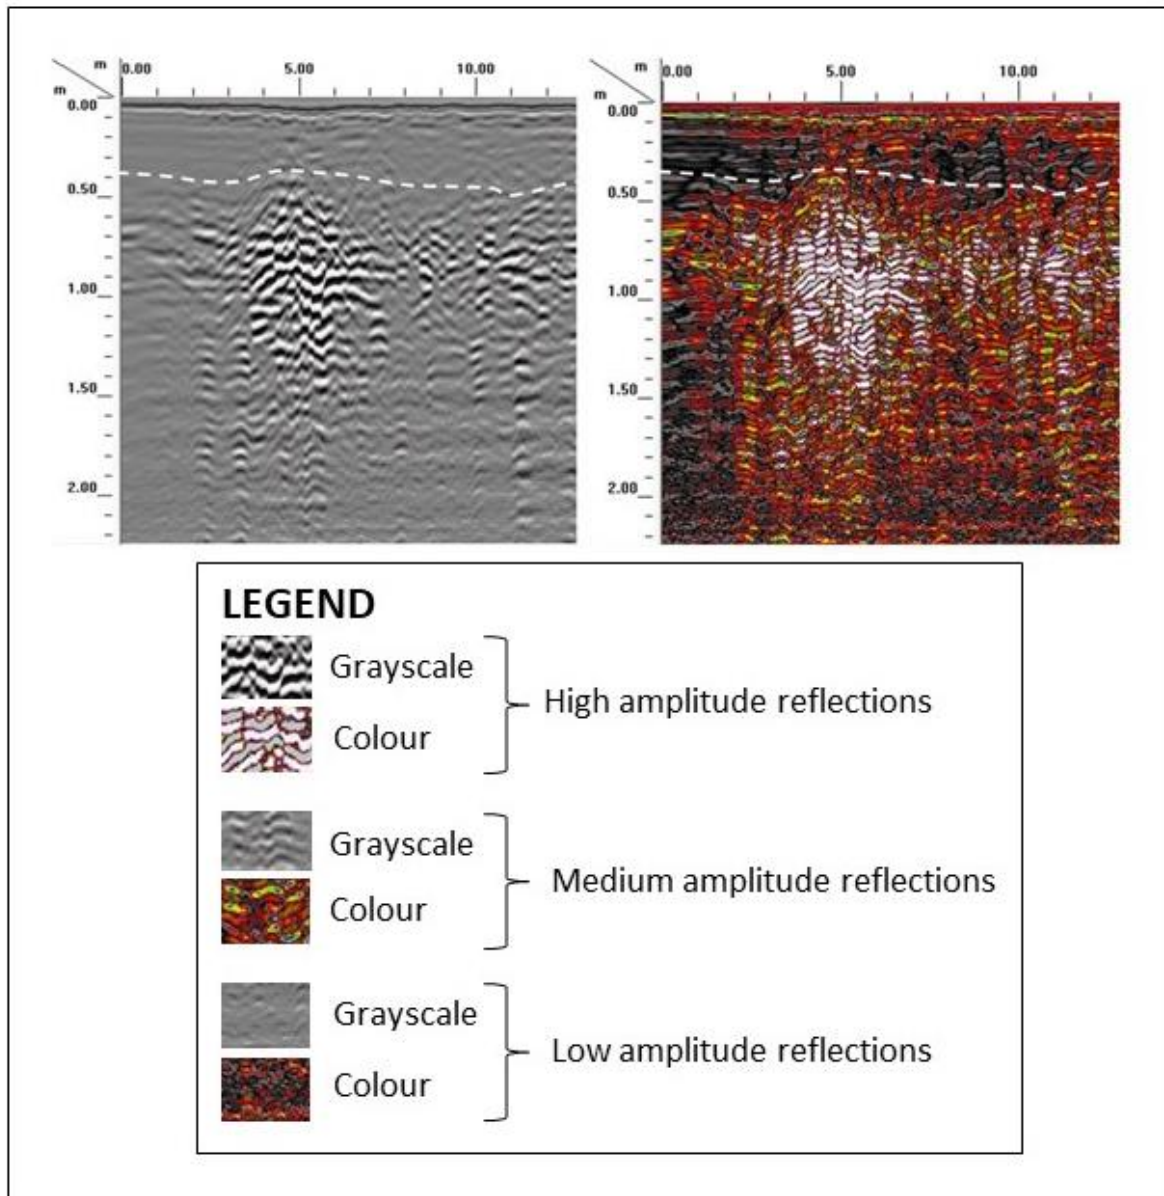 m 0.00 5.00 10.00
m
0.00
0.50
1.00
1.50
2.00
m 0.00 5.00 10.00
m
0.00
0.50
1.00
1.50
2.00
LEGEND
Grayscale
Colour
High amplitude reflections
Grayscale
Colour
Medium amplitude reflections
Grayscale
Colour
Low amplitude reflections